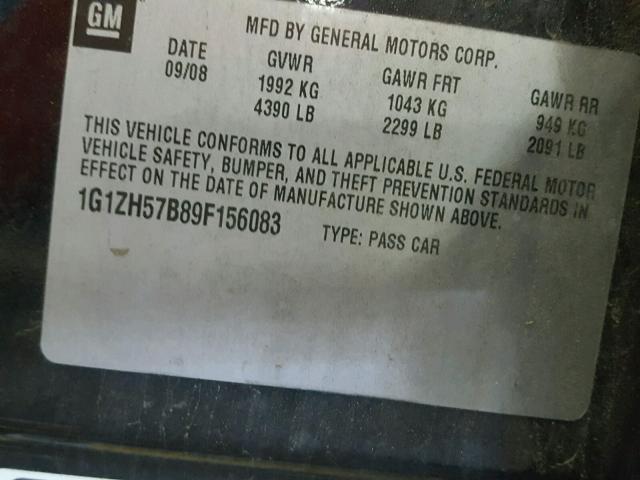 GM
MFD BY GENERAL MOTORS CORP.
DATE GVWR GAWR FRT GAWR RR
09/08 1992 KG 1043 KG 949 KG
4390 LB 2299 LB 2091 LB
THIS VEHICLE CONFORMS TO ALL APPLICABLE U.S. FEDERAL MOTOR
VEHICLE SAFETY, BUMPER, AND THEFT PREVENTION STANDARDS IN
EFFECT ON THE DATE OF MANUFACTURE SHOWN ABOVE.
1G1ZH57B89F156083 TYPE: PASS CAR